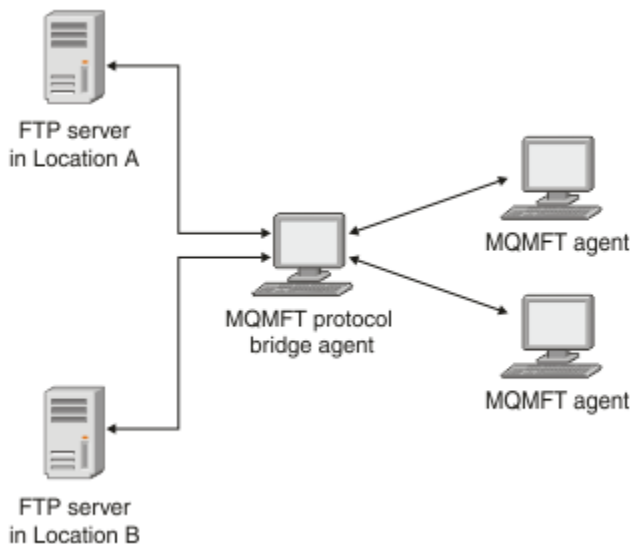 FTP server
in Location A
MQMFT agent
MQMFT protocol
bridge agent
MQMFT agent
FTP server
in Location B